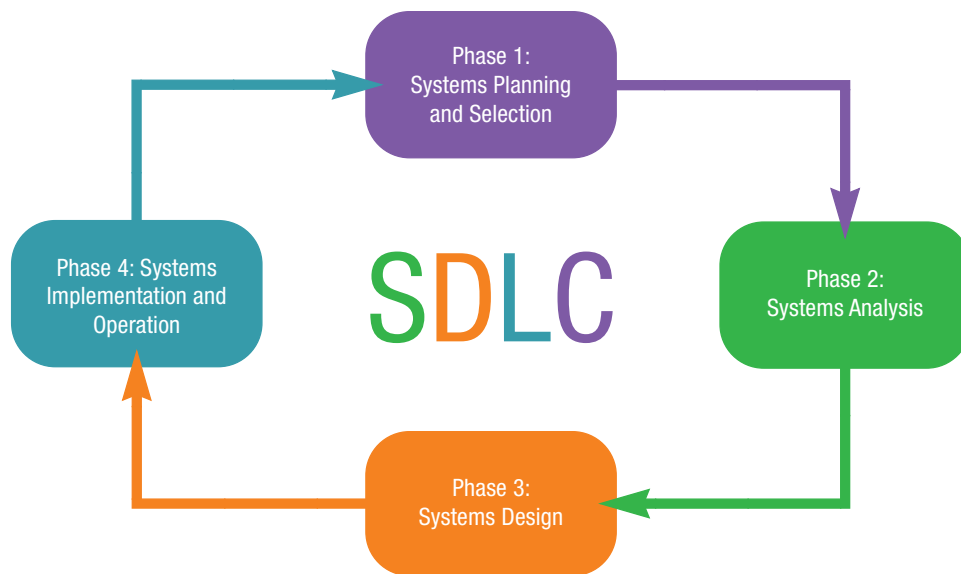 Phase 1:
Systems Planning
and Selection
Phase 4: Systems
Implementation and
Operation
SDLC
Phase 2:
Systems Analysis
Phase 3:
Systems Design